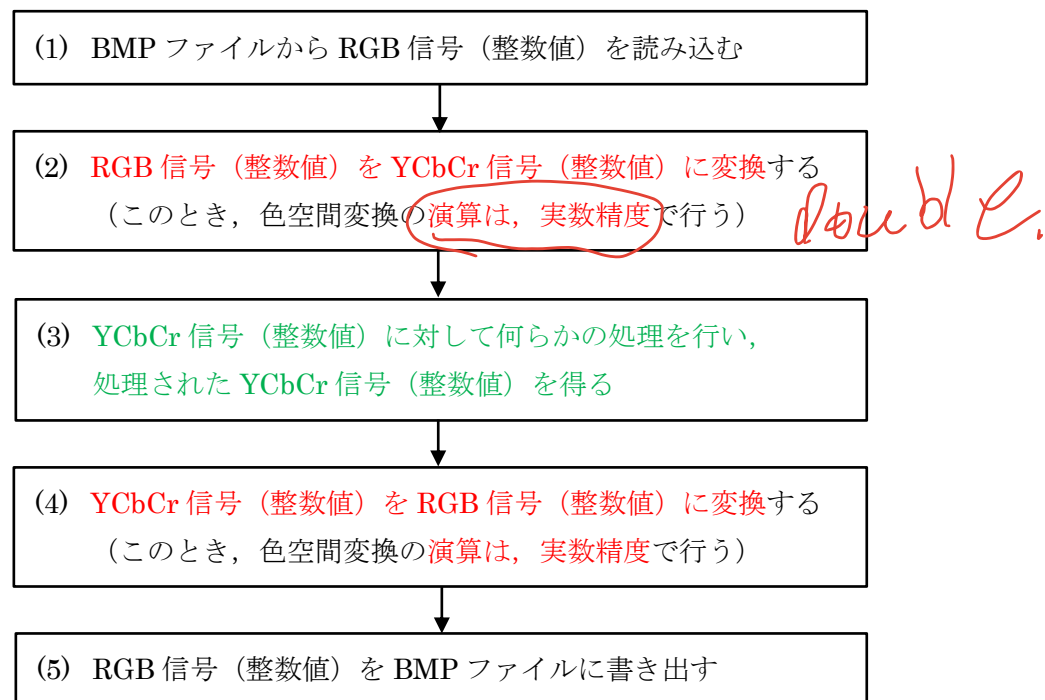 (1) BMP ファイルから RGB 信号（整数値）を読み込む
(2) RGB 信号（整数値）を YCbCr 信号（整数値）に変換する
（このとき，色空間変換の演算は，実数精度で行う）
double.
(3) YCbCr 信号（整数値）に対して何らかの処理を行い，
処理された YCbCr 信号（整数値）を得る
(4) YCbCr 信号（整数値）を RGB 信号（整数値）に変換する
（このとき，色空間変換の演算は，実数精度で行う）
(5) RGB 信号（整数値）を BMP ファイルに書き出す